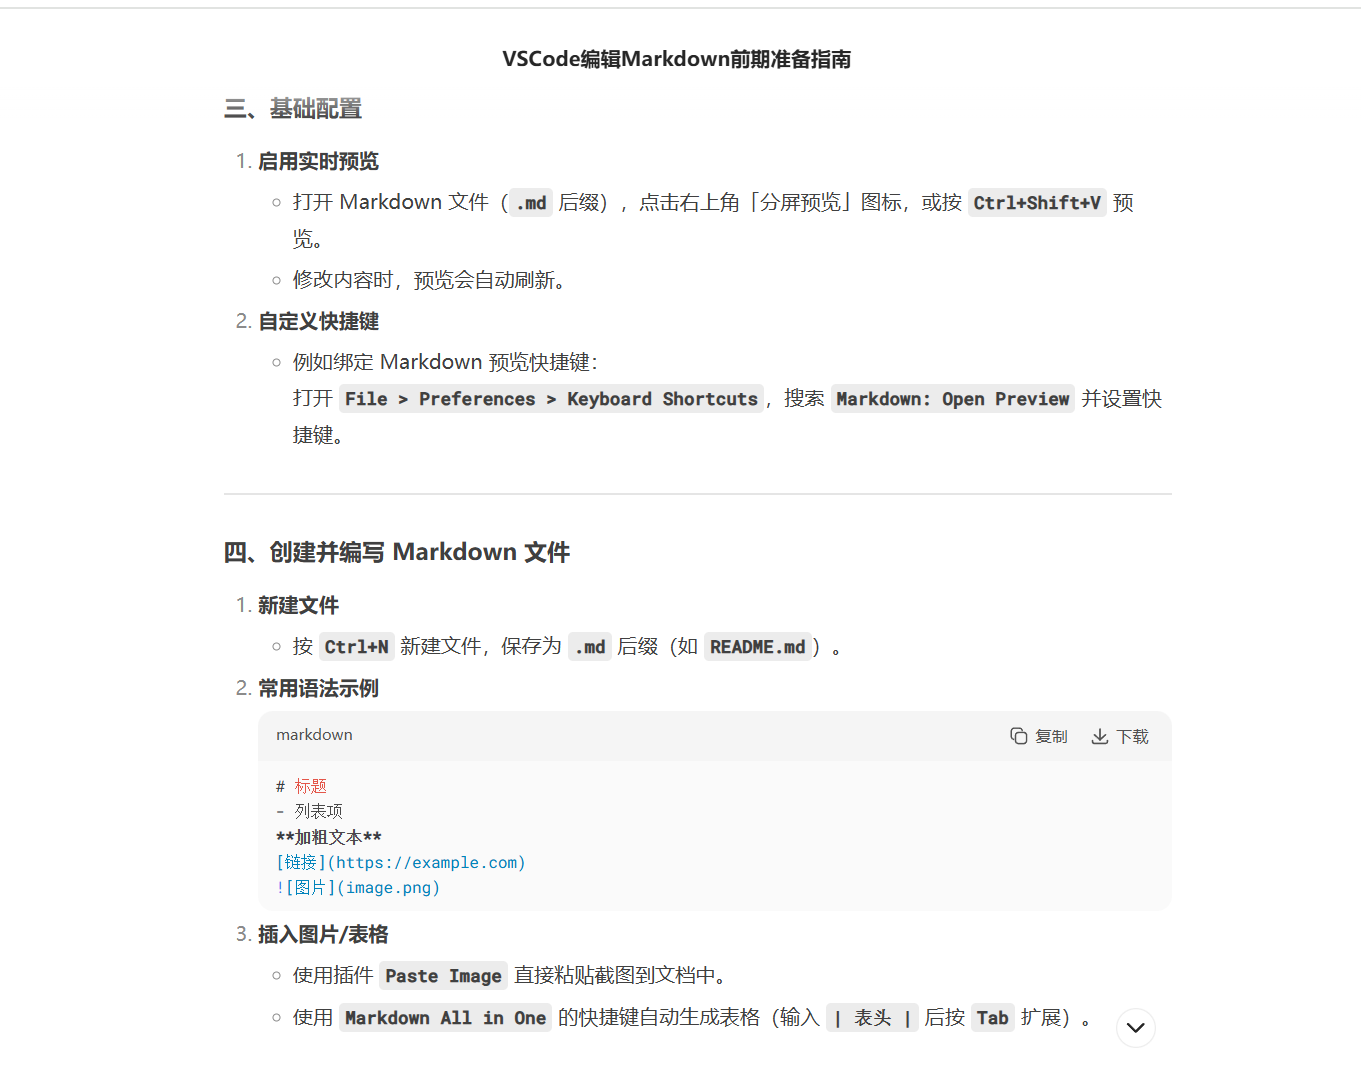 VSCode编辑Markdown前期准备指南
三、基础配置
1. 启用实时预览
打开 Markdown 文件（.md 后缀），点击右上角「分屏预览」图标，或按 Ctrl+Shift+V 预
览。
修改内容时，预览会自动刷新。
2. 自定义快捷键
例如绑定 Markdown 预览快捷键：
打开 File > Preferences > Keyboard Shortcuts，搜索 Markdown: Open Preview 并设置快
捷键。
四、创建并编写 Markdown 文件
1. 新建文件
按 Ctrl+N 新建文件，保存为 .md 后缀（如 README.md）。
2. 常用语法示例
markdown 复制 下载
# 标题
- 列表项
**加粗文本**
[链接](https://example.com)
![图片](image.png)
3. 插入图片/表格
使用插件 Paste Image 直接粘贴截图到文档中。
使用 Markdown All in One 的快捷键自动生成表格（输入 | 表头 | 后按 Tab 扩展）。